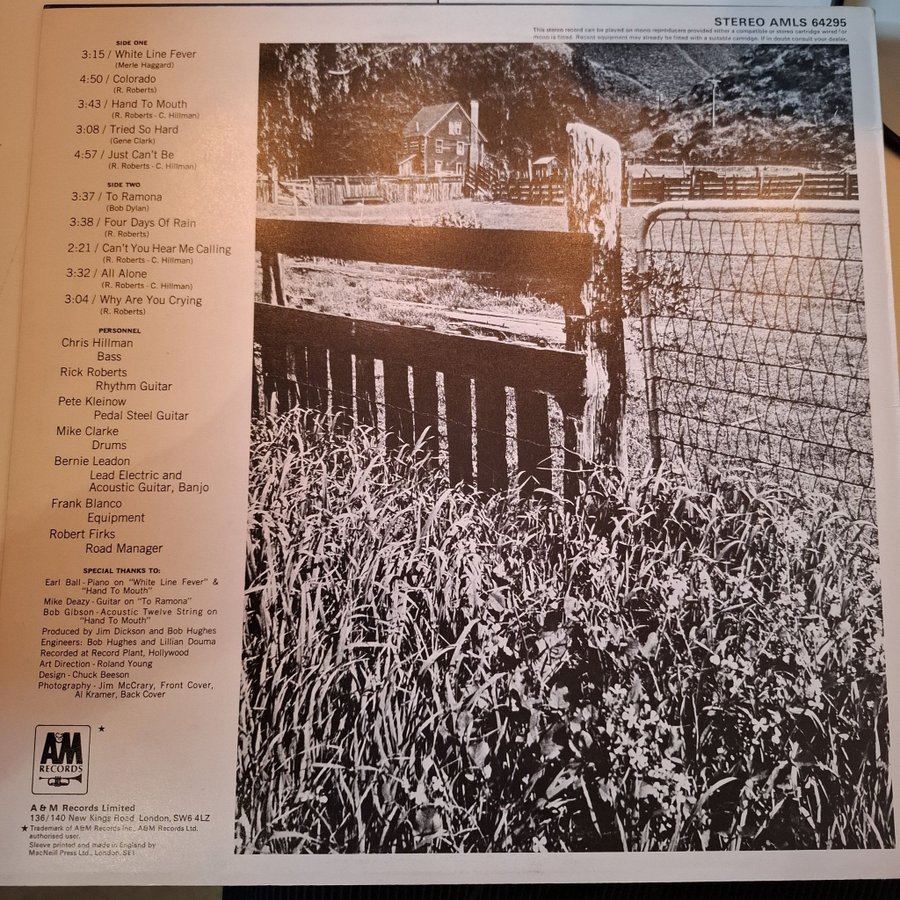 STEREO AMLS 64295
This stereo record can be played on mono reproducers provided either a compatible or stereo cartridge wired for
mono is fitted. Recent equipment may already be fitted with a suitable cartridge. If in doubt consult your dealer.
SIDE ONE
3:15 / White Line Fever
(Merle Haggard)
4:50 / Colorado
(R. Roberts)
3:43 / Hand To Mouth
(R. Roberts - C. Hillman)
3:08 / Tried So Hard
(Gene Clark)
4:57 / Just Can't Be
(R. Roberts - C. Hillman)
SIDE TWO
3:37 / To Ramona
(Bob Dylan)
3:38 / Four Days Of Rain
(R. Roberts)
2:21 / Can't You Hear Me Calling
(R. Roberts - C. Hillman)
3:32 / All Alone
(R. Roberts - C. Hillman)
3:04 / Why Are You Crying
(R. Roberts)
PERSONNEL
Chris Hillman
Bass
Rick Roberts
Rhythm Guitar
Pete Kleinow
Pedal Steel Guitar
Mike Clarke
Drums
Bernie Leadon
Lead Electric and
Acoustic Guitar, Banjo
Frank Blanco
Equipment
Robert Firks
Road Manager
SPECIAL THANKS TO:
Earl Ball - Piano on "White Line Fever" &
"Hand To Mouth"
Mike Deazy - Guitar on "To Ramona"
Bob Gibson - Acoustic Twelve String on
"Hand To Mouth"
Produced by Jim Dickson and Bob Hughes
Engineers: Bob Hughes and Lillian Douma
Recorded at Record Plant, Hollywood
Art Direction - Roland Young
Design - Chuck Beeson
Photography - Jim McCrary, Front Cover,
Al Kramer, Back Cover
A&M
RECORDS
★
A & M Records Limited
136/140 New Kings Road, London, SW6 4LZ
★ Trademark of A&M Records Inc., A&M Records Ltd.
authorised user.
Sleeve printed and made in England by
MacNeill Press Ltd., London, SE1